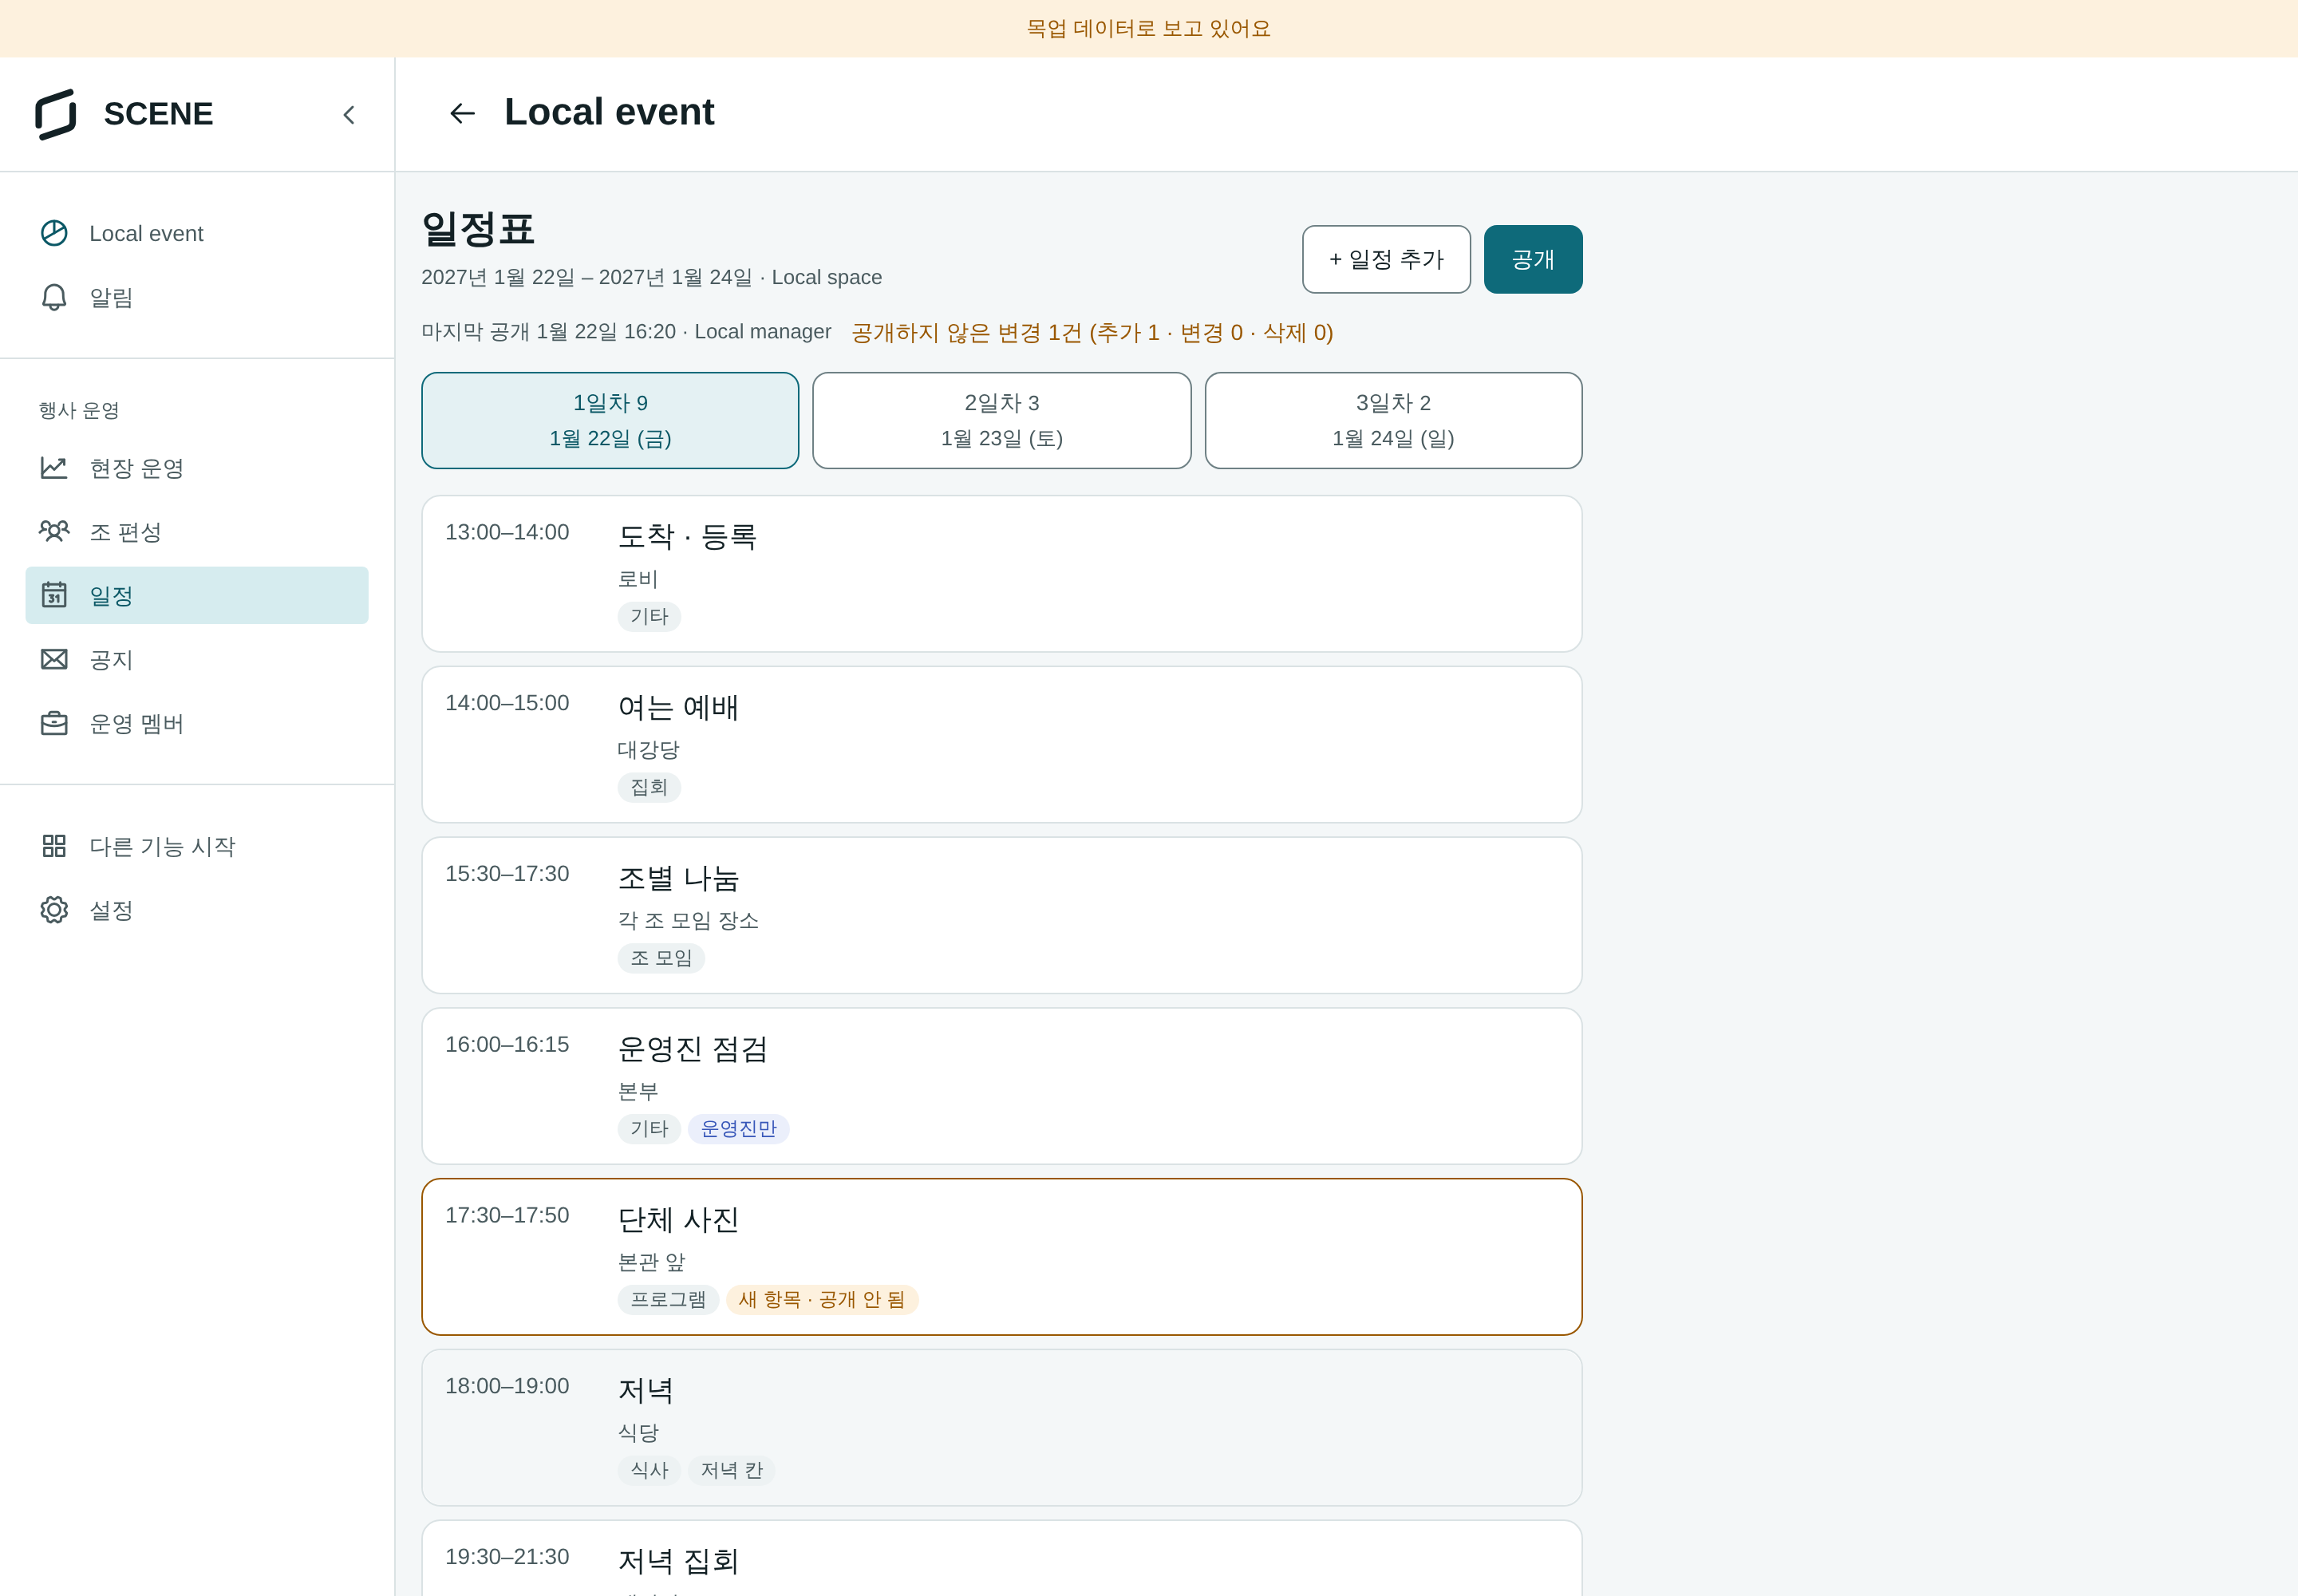 목업 데이터로 보고 있어요
SCENE
Local event
알림
행사 운영
현장 운영
조 편성
31
일정
공지
운영 멤버
다른 기능 시작
설정
Local event
일정표
2027년 1월 22일 – 2027년 1월 24일 · Local space
+ 일정 추가
공개
마지막 공개 1월 22일 16:20 · Local manager 공개하지 않은 변경 1건 (추가 1 · 변경 0 · 삭제 0)
1일차 9
1월 22일 (금)
2일차 3
1월 23일 (토)
3일차 2
1월 24일 (일)
13:00–14:00 도착 · 등록
로비
기타
14:00–15:00 여는 예배
대강당
집회
15:30–17:30 조별 나눔
각 조 모임 장소
조 모임
16:00–16:15 운영진 점검
본부
기타 운영진만
17:30–17:50 단체 사진
본관 앞
프로그램 새 항목 · 공개 안 됨
18:00–19:00 저녁
식당
식사 저녁 칸
19:30–21:30 저녁 집회